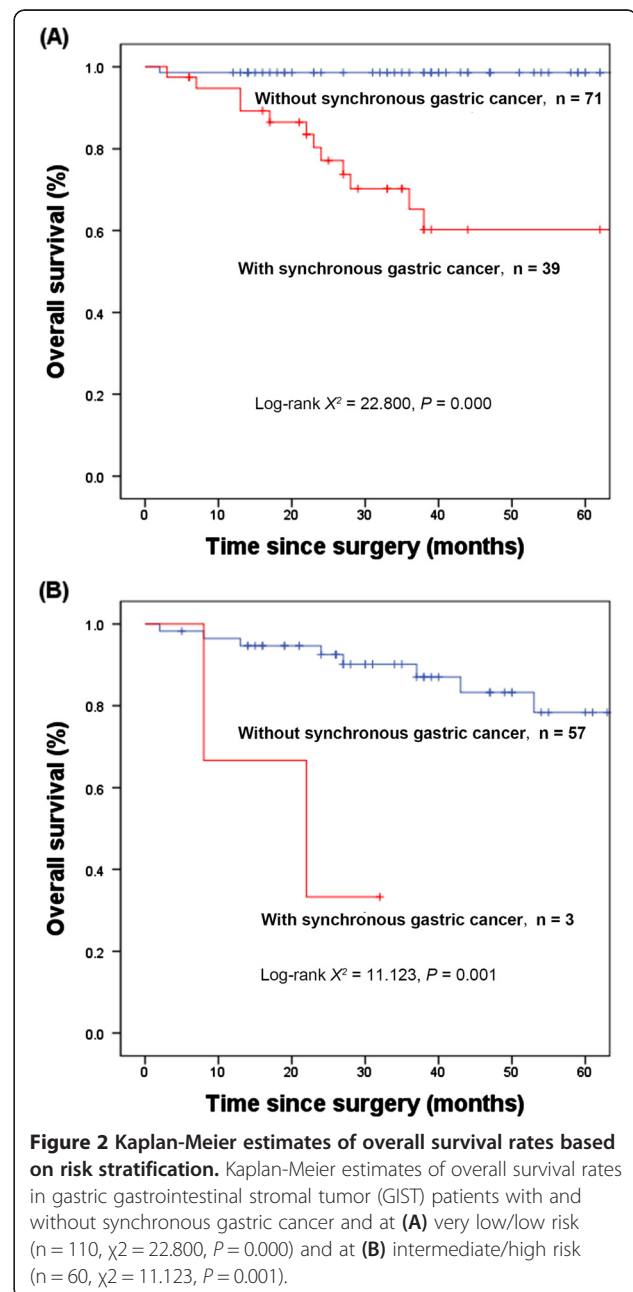 (A)
1.0
0.8
0.6
0.4
0.2
0.0
Overall survival (%)
Without synchronous gastric cancer, n = 71
With synchronous gastric cancer, n = 39
Log-rank X² = 22.800, P = 0.000
0 10 20 30 40 50 60
Time since surgery (months)
(B)
1.0
0.8
0.6
0.4
0.2
0.0
Overall survival (%)
Without synchronous gastric cancer, n = 57
With synchronous gastric cancer, n = 3
Log-rank X² = 11.123, P = 0.001
0 10 20 30 40 50 60
Time since surgery (months)
Figure 2 Kaplan-Meier estimates of overall survival rates based
on risk stratification. Kaplan-Meier estimates of overall survival rates
in gastric gastrointestinal stromal tumor (GIST) patients with and
without synchronous gastric cancer and at (A) very low/low risk
(n = 110, χ2 = 22.800, P = 0.000) and at (B) intermediate/high risk
(n = 60, χ2 = 11.123, P = 0.001).